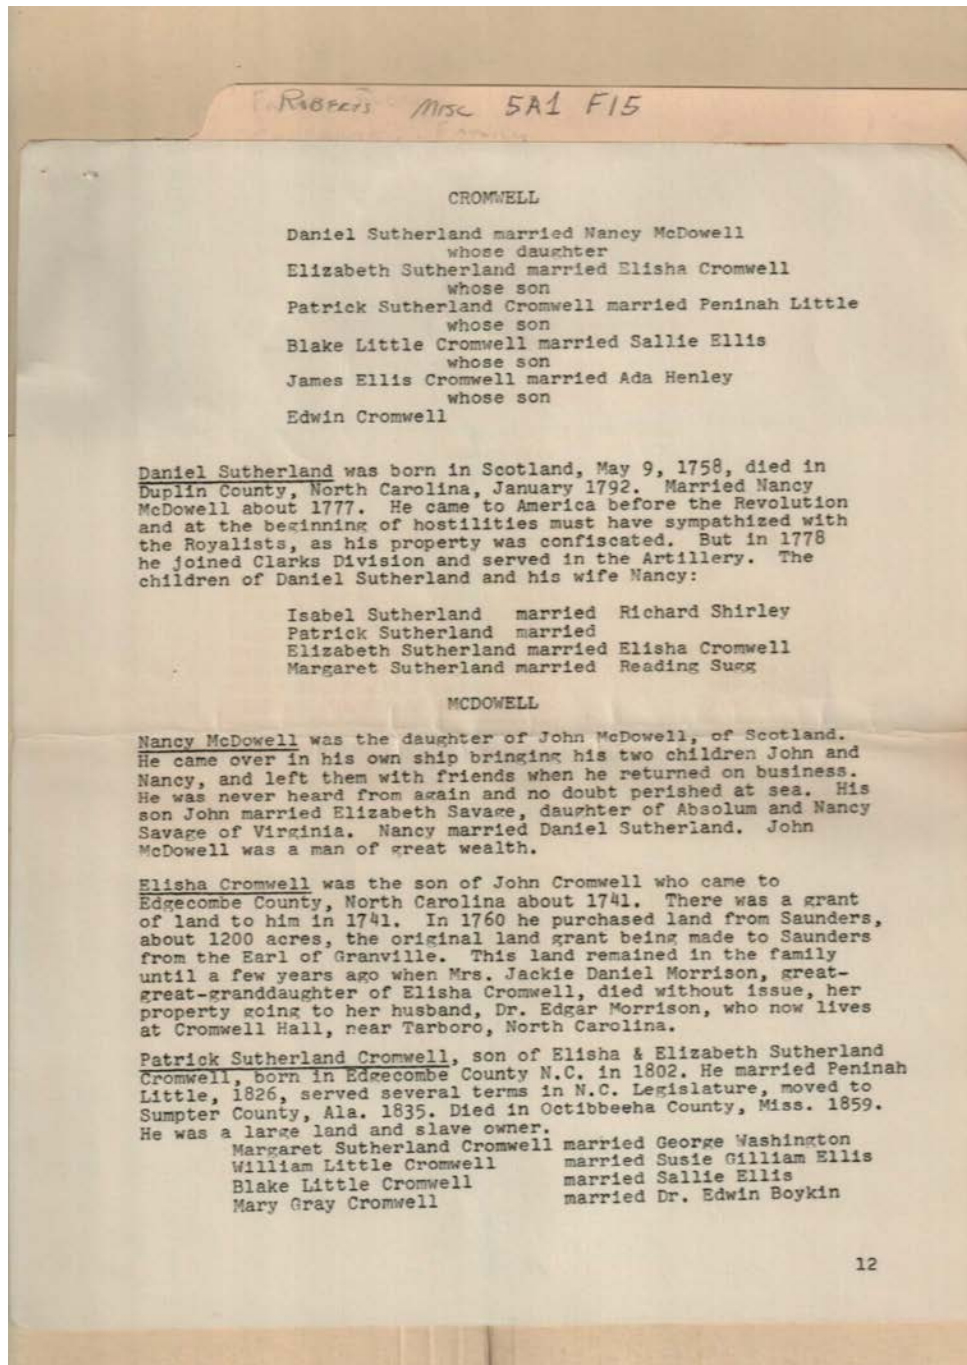 ROBERTS MISC 5A1 F15
CROMWELL
Daniel Sutherland married Nancy McDowell
whose daughter
Elizabeth Sutherland married Elisha Cromwell
whose son
Patrick Sutherland Cromwell married Peninah Little
whose son
Blake Little Cromwell married Sallie Ellis
whose son
James Ellis Cromwell married Ada Henley
whose son
Edwin Cromwell
Daniel Sutherland was born in Scotland, May 9, 1758, died in
Duplin County, North Carolina, January 1792. Married Nancy
McDowell about 1777. He came to America before the Revolution
and at the beginning of hostilities must have sympathized with
the Royalists, as his property was confiscated. But in 1778
he joined Clarks Division and served in the Artillery. The
children of Daniel Sutherland and his wife Nancy:
Isabel Sutherland married Richard Shirley
Patrick Sutherland married
Elizabeth Sutherland married Elisha Cromwell
Margaret Sutherland married Reading Sugg
MCDOWELL
Nancy McDowell was the daughter of John McDowell, of Scotland.
He came over in his own ship bringing his two children John and
Nancy, and left them with friends when he returned on business.
He was never heard from again and no doubt perished at sea. His
son John married Elizabeth Savage, daughter of Absolum and Nancy
Savage of Virginia. Nancy married Daniel Sutherland. John
McDowell was a man of great wealth.
Elisha Cromwell was the son of John Cromwell who came to
Edgecombe County, North Carolina about 1741. There was a grant
of land to him in 1741. In 1760 he purchased land from Saunders,
about 1200 acres, the original land grant being made to Saunders
from the Earl of Granville. This land remained in the family
until a few years ago when Mrs. Jackie Daniel Morrison, great-
great-granddaughter of Elisha Cromwell, died without issue, her
property going to her husband, Dr. Edgar Morrison, who now lives
at Cromwell Hall, near Tarboro, North Carolina.
Patrick Sutherland Cromwell, son of Elisha & Elizabeth Sutherland
Cromwell, born in Edgecombe County N.C. in 1802. He married Peninah
Little, 1826, served several terms in N.C. Legislature, moved to
Sumpter County, Ala. 1835. Died in Octibbeeha County, Miss. 1859.
He was a large land and slave owner.
Margaret Sutherland Cromwell married George Washington
William Little Cromwell married Susie Gilliam Ellis
Blake Little Cromwell married Sallie Ellis
Mary Gray Cromwell married Dr. Edwin Boykin
12